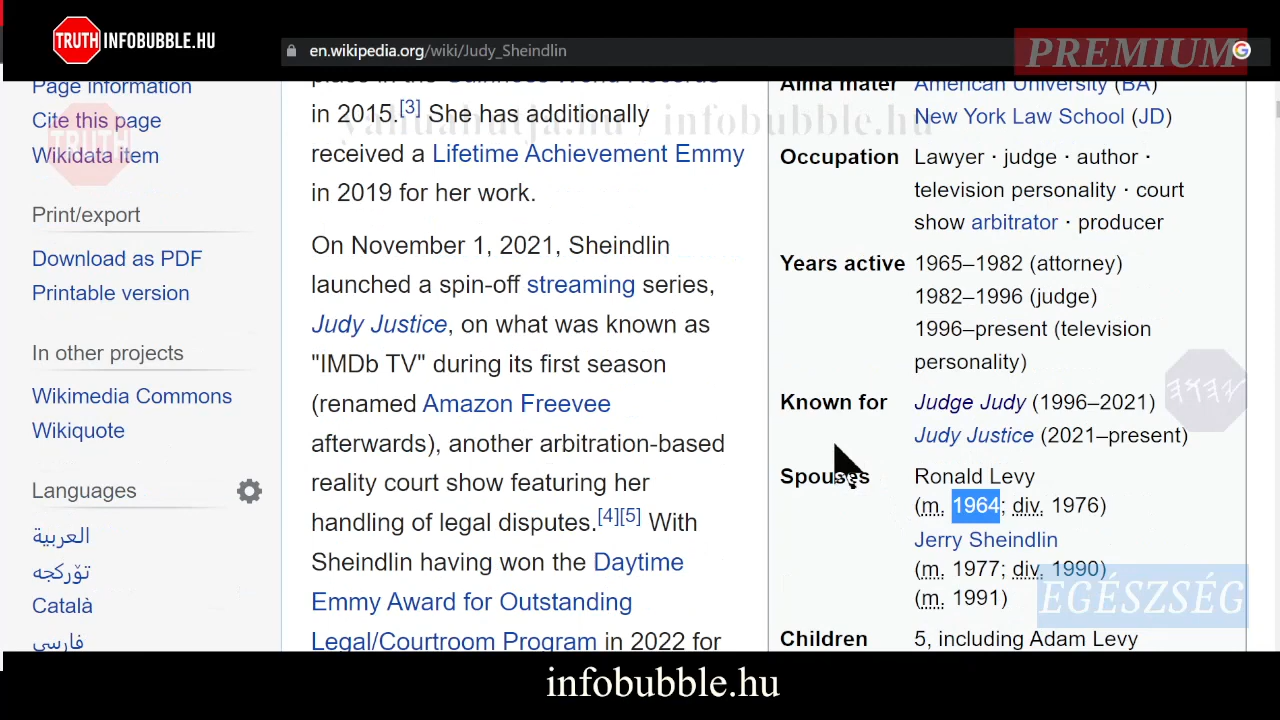 TRUTH INFOBUBBLE.HU
en.wikipedia.org/wiki/Judy_Sheindlin
PREMIUM
yahuahutja.hu / infobubble.hu
TRUTH
Page information
Cite this page
Wikidata item
Print/export
Download as PDF
Printable version
In other projects
Wikimedia Commons
Wikiquote
Languages
العربية
تۆرکجه
Català
فارسی
in 2015.[3] She has additionally
received a Lifetime Achievement Emmy
in 2019 for her work.
On November 1, 2021, Sheindlin
launched a spin-off streaming series,
Judy Justice, on what was known as
"IMDb TV" during its first season
(renamed Amazon Freevee
afterwards), another arbitration-based
reality court show featuring her
handling of legal disputes.[4][5] With
Sheindlin having won the Daytime
Emmy Award for Outstanding
Legal/Courtroom Program in 2022 for
Alma mater American University (BA)
New York Law School (JD)
Occupation Lawyer · judge · author ·
television personality · court
show arbitrator · producer
Years active 1965–1982 (attorney)
1982–1996 (judge)
1996–present (television
personality)
Known for Judge Judy (1996–2021)
Judy Justice (2021–present)
Spouses Ronald Levy
(m. 1964; div. 1976)
Jerry Sheindlin
(m. 1977; div. 1990)
(m. 1991)
Children 5, including Adam Levy
EGÉSZSÉG
infobubble.hu